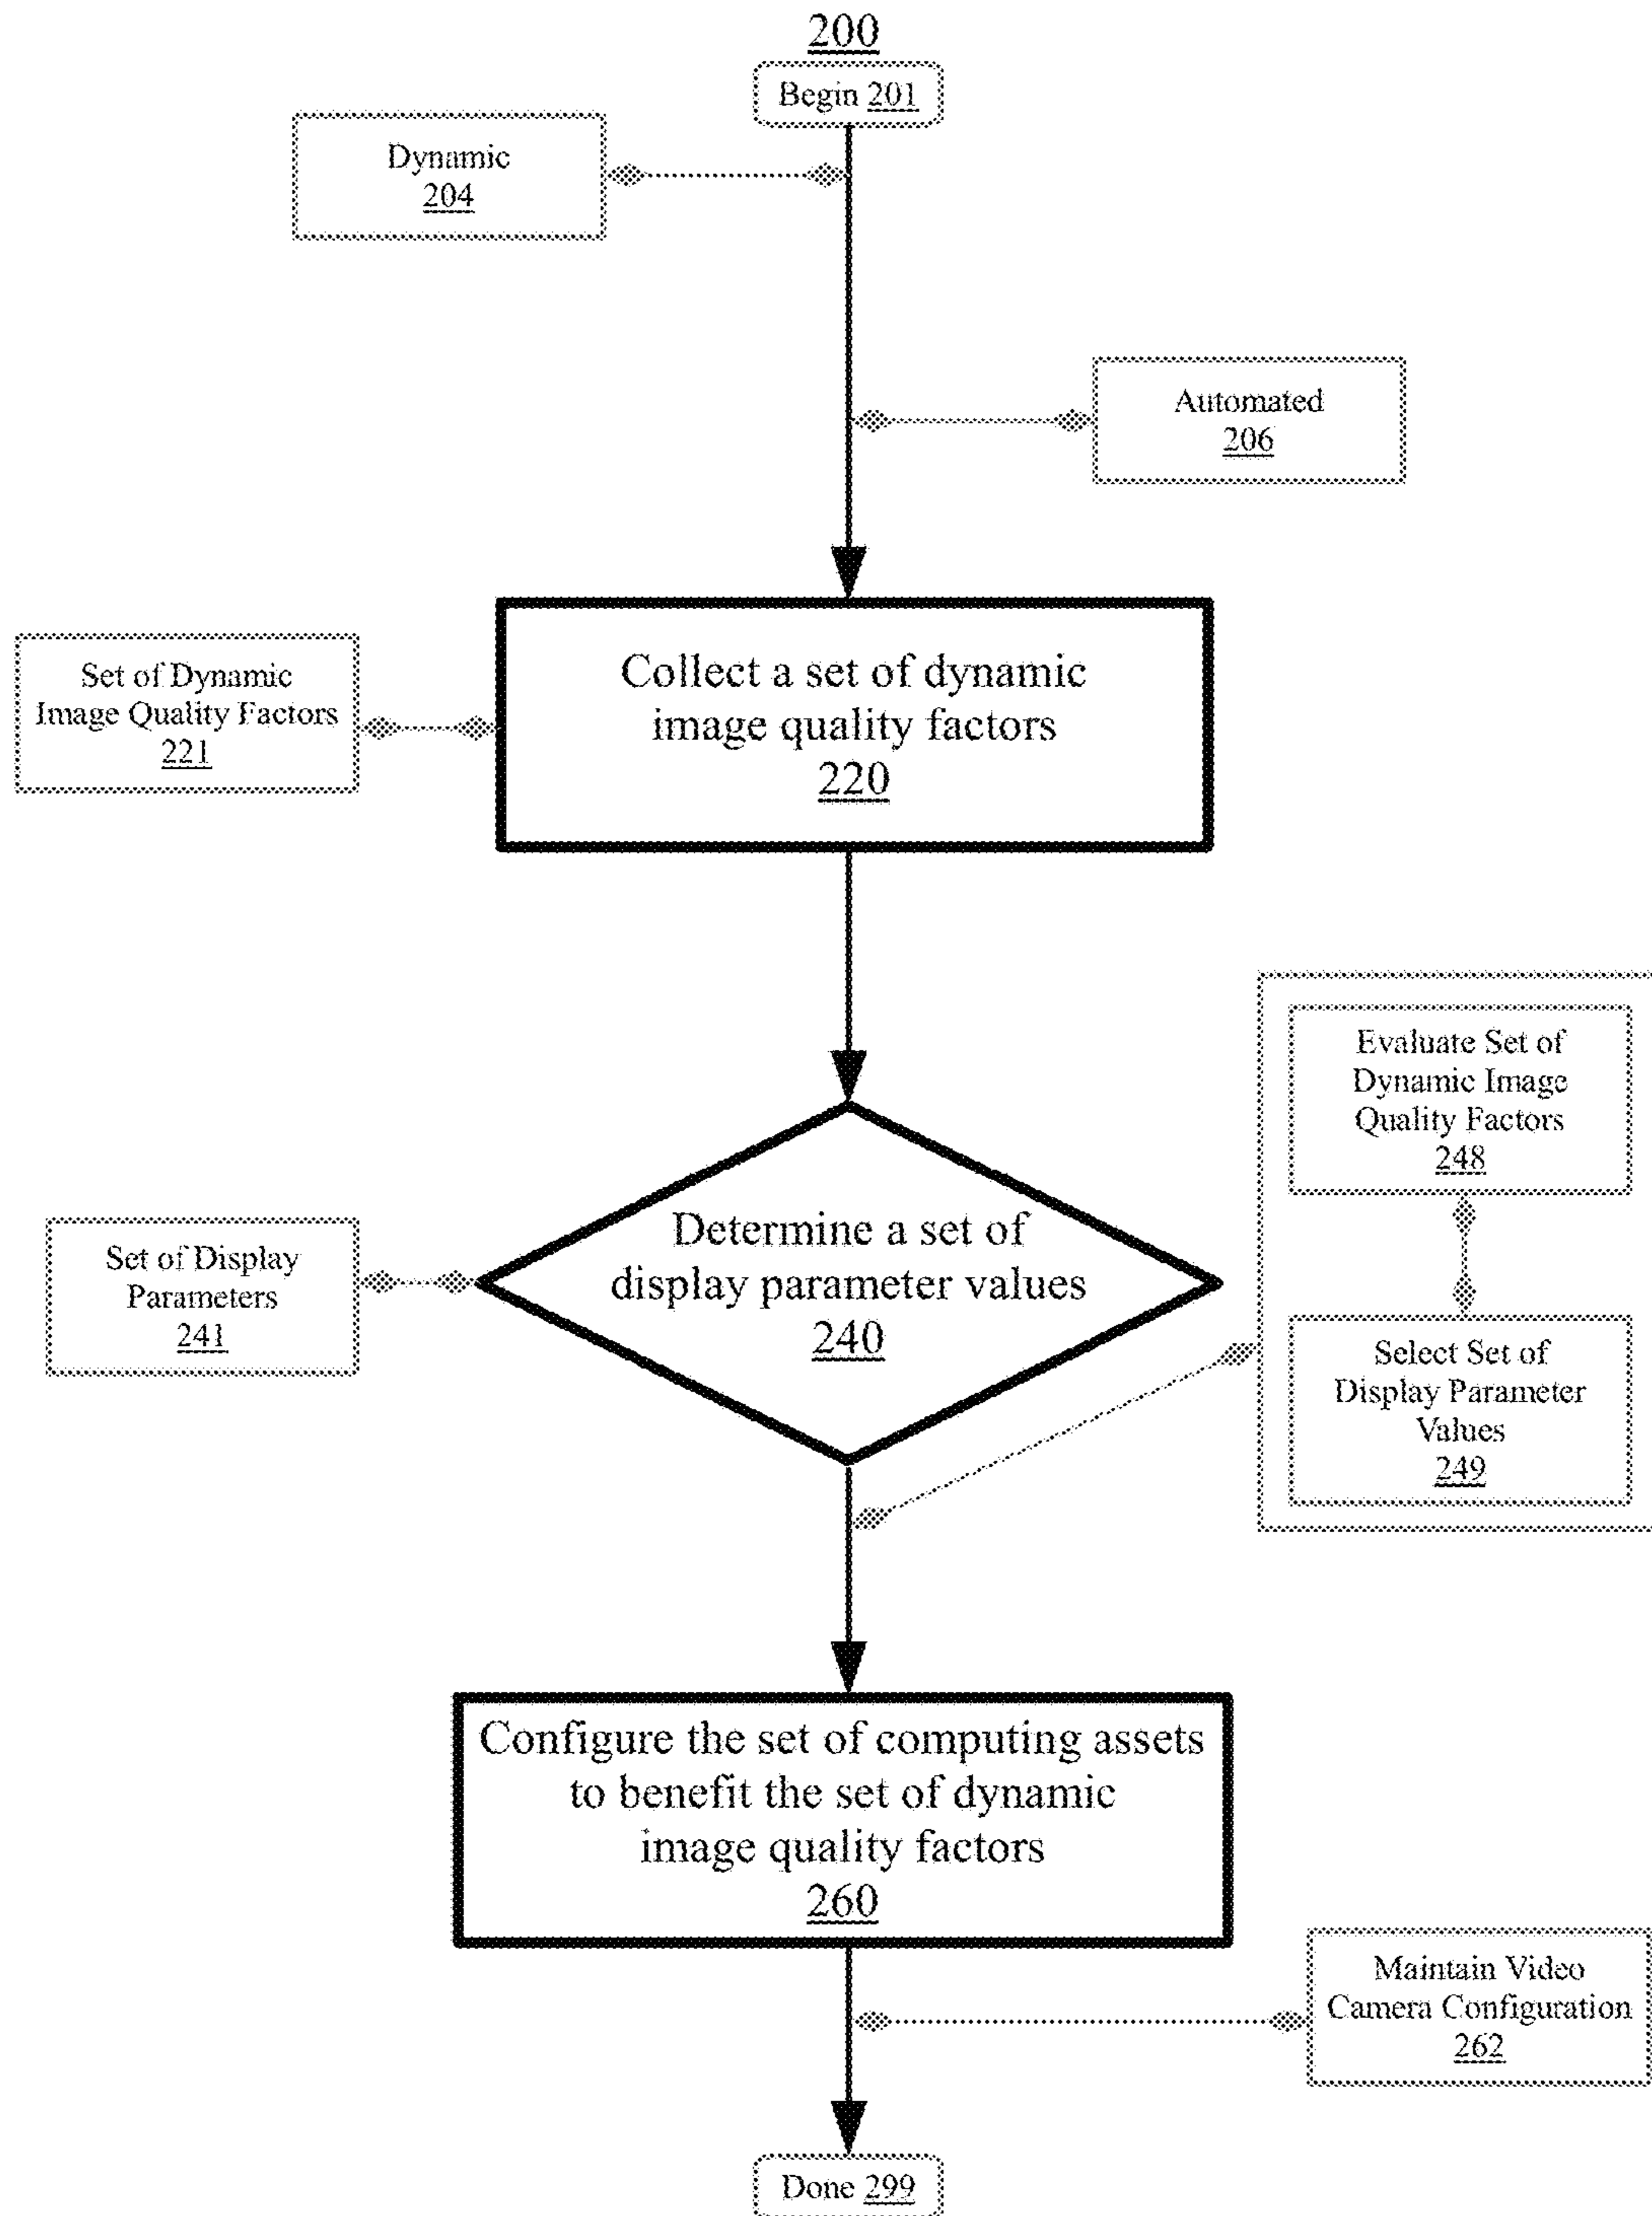 200
Begin 201
Dynamic
204
Automated
206
Collect a set of dynamic
image quality factors
220
Set of Dynamic
Image Quality Factors
221
Evaluate Set of
Dynamic Image
Quality Factors
248
Determine a set of
display parameter values
240
Set of Display
Parameters
241
Select Set of
Display Parameter
Values
249
Configure the set of computing assets
to benefit the set of dynamic
image quality factors
260
Maintain Video
Camera Configuration
262
Done 299